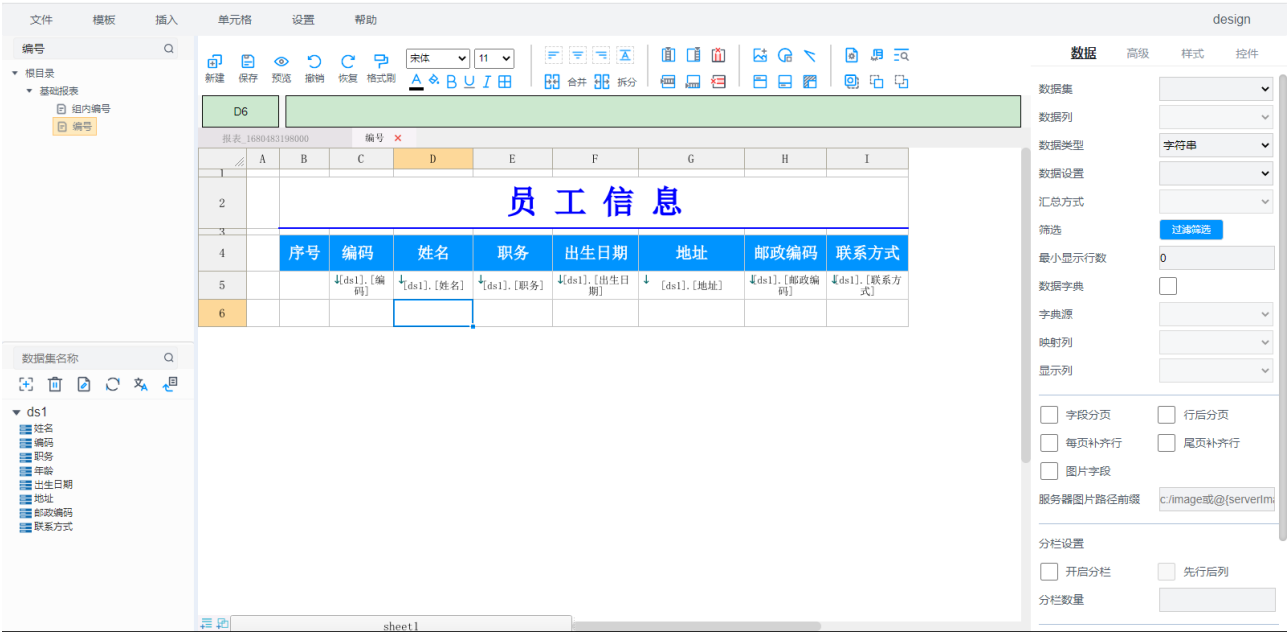 文件 模板 插入 单元格 设置 帮助 design
编号
根目录
基础报表
组内编号
编号
新建 保存 预览 撤销 恢复 格式刷
宋体 11
合并 拆分
D6
报表_1680483198000 编号
A B C D E F G H I
1
2 员 工 信 息
3
4 序号 编码 姓名 职务 出生日期 地址 邮政编码 联系方式
5 [ds1].[编码] [ds1].[姓名] [ds1].[职务] [ds1].[出生日期] [ds1].[地址] [ds1].[邮政编码] [ds1].[联系方式]
6
sheet1
数据集名称
ds1
姓名
编码
职务
年龄
出生日期
地址
邮政编码
联系方式
数据 高级 样式 控件
数据集
数据列
数据类型 字符串
数据设置
汇总方式
筛选 过滤筛选
最小显示行数 0
数据字典
字典源
映射列
显示列
字段分页 行后分页
每页补齐行 尾页补齐行
图片字段
服务器图片路径前缀 c:/image或@{serverIma
分栏设置
开启分栏 先行后列
分栏数量